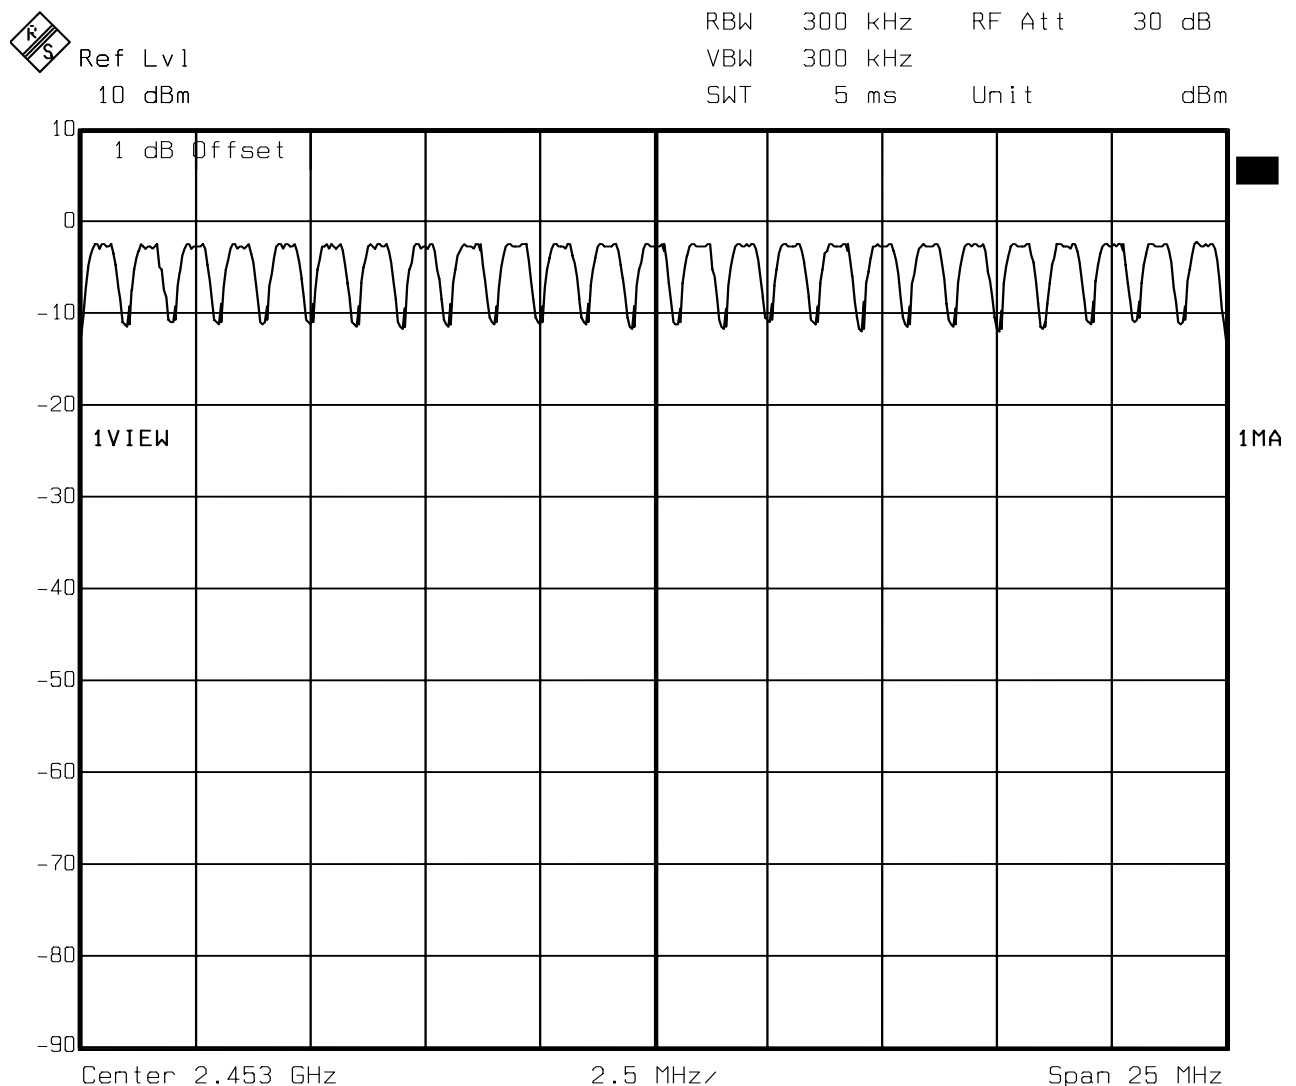 RBW 300 kHz RF Att 30 dB
R S
Ref Lvl VBW 300 kHz
10 dBm SWT 5 ms Unit dBm
10
1 dB Offset
0
-10
-20
1VIEW 1MA
-30
-40
-50
-60
-70
-80
-90
Center 2.453 GHz 2.5 MHz/ Span 25 MHz